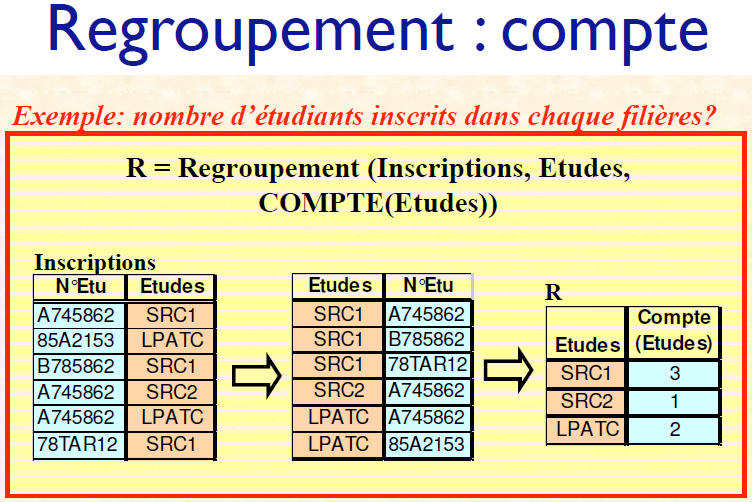 Regroupement : compte
Exemple: nombre d'étudiants inscrits dans chaque filières?
R = Regroupement (Inscriptions, Etudes,
COMPTE(Etudes))
Inscriptions
N°Etu Etudes
A745862 SRC1
85A2153 LPATC
B785862 SRC1
A745862 SRC2
A745862 LPATC
78TAR12 SRC1
Etudes N°Etu
SRC1 A745862
SRC1 B785862
SRC1 78TAR12
SRC2 A745862
LPATC A745862
LPATC 85A2153
R
Compte
Etudes (Etudes)
SRC1 3
SRC2 1
LPATC 2